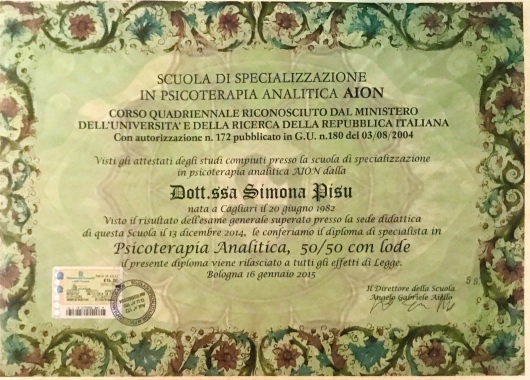 SCUOLA DI SPECIALIZZAZIONE
IN PSICOTERAPIA ANALITICA AION
CORSO QUADRIENNALE RICONOSCIUTO DAL MINISTERO
DELL'UNIVERSITA' E DELLA RICERCA DELLA REPUBBLICA ITALIANA
Con autorizzazione n. 172 pubblicato in G.U. n.180 del 03/08/2004
Visti gli attestati degli studi compiuti presso la scuola di specializzazione
in psicoterapia analitica AION dalla
Dott.ssa Simona Pisu
nata a Cagliari il 20 giugno 1982
Visto il risultato dell'esame generale superato presso la sede didattica
di questa Scuola il 13 dicembre 2014, le conferiamo il diploma di specialista in
Psicoterapia Analitica, 50/50 con lode
il presente diploma viene rilasciato a tutti gli effetti di Legge.
Bologna 16 gennaio 2015
Il Direttore della Scuola
Angelo Gabriele